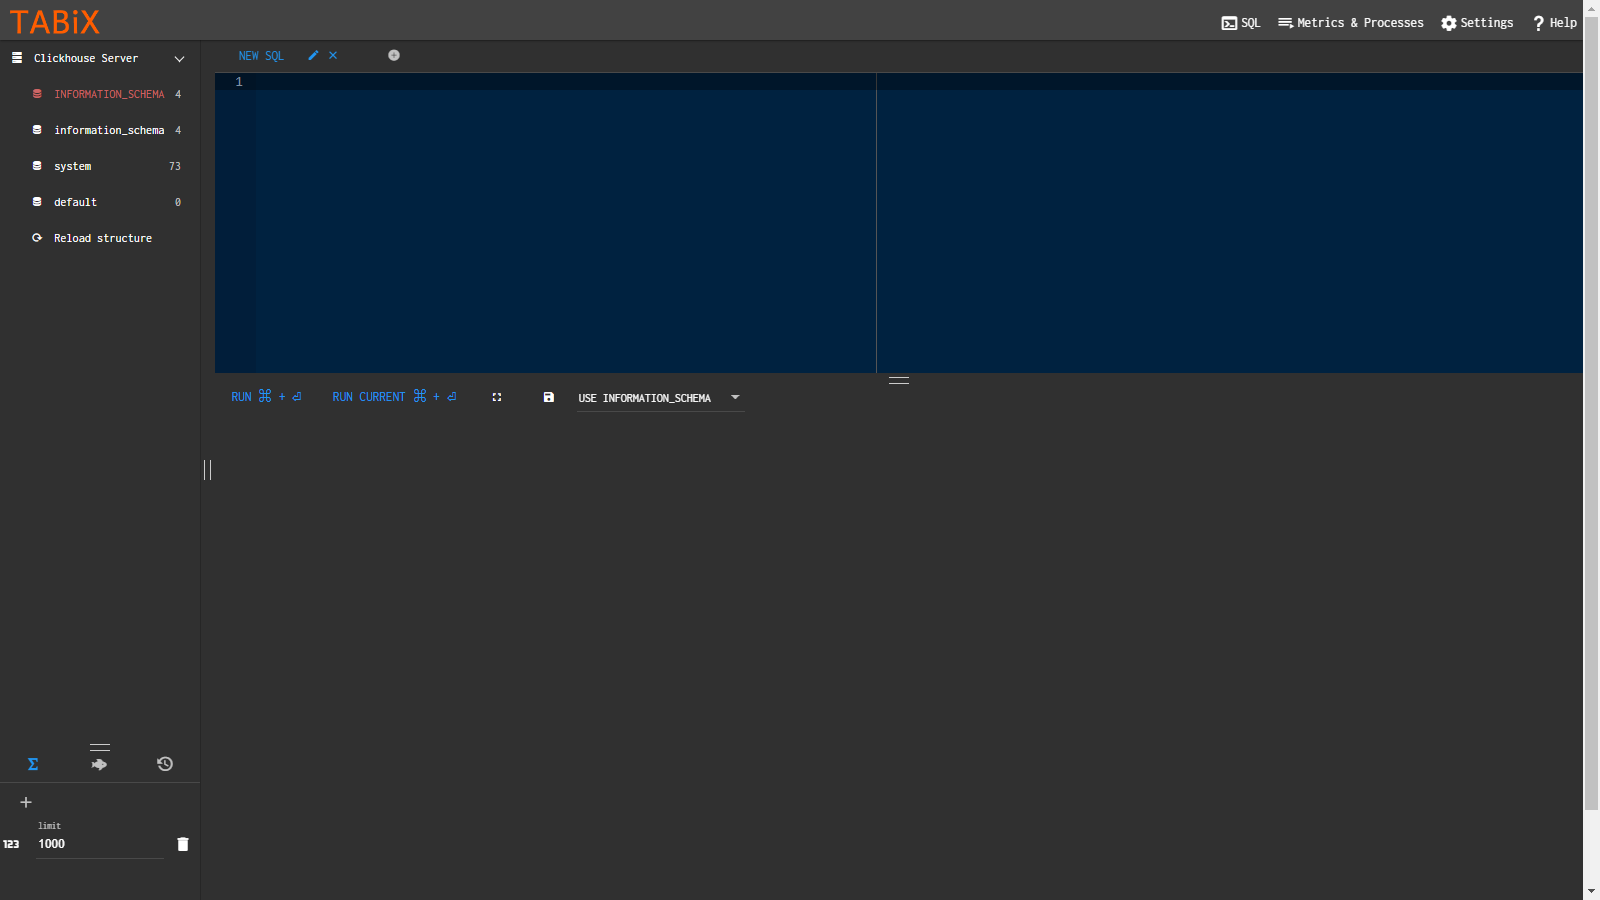 TABiX
SQL
Metrics & Processes
Settings
Help
Clickhouse Server
INFORMATION_SCHEMA 4
information_schema 4
system 73
default 0
Reload structure
NEW SQL
1
RUN ⌘ + ⏎
RUN CURRENT ⌘ + ⏎
USE INFORMATION_SCHEMA
Σ
limit
123
1000